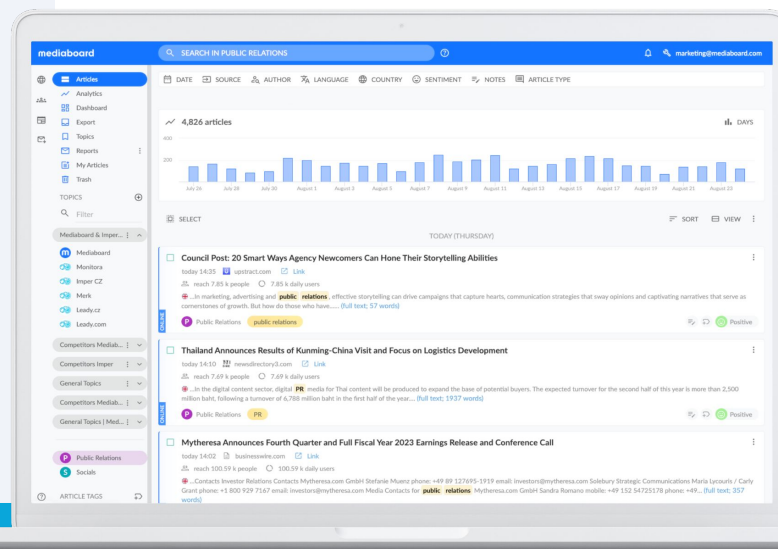 mediaboard
SEARCH IN PUBLIC RELATIONS
marketing@mediaboard.com
Articles
Analytics
Dashboard
Export
Topics
Reports
My Articles
Trash
TOPICS
Filter
Mediaboard & Imper...
Mediaboard
Monitora
Imper CZ
Merk
Leady.cz
Leady.com
Competitors Mediab...
Competitors Imper
General Topics
Competitors Mediab...
General Topics | Med...
P Public Relations
S Socials
ARTICLE TAGS
DATE SOURCE AUTHOR LANGUAGE COUNTRY SENTIMENT NOTES ARTICLE TYPE
4,826 articles
DAYS
400
200
July 26 July 28 July 30 August 1 August 3 August 5 August 7 August 9 August 11 August 13 August 15 August 17 August 19 August 21 August 23
SELECT
SORT VIEW
TODAY (THURSDAY)
Council Post: 20 Smart Ways Agency Newcomers Can Hone Their Storytelling Abilities
today 14:35 upstract.com Link
reach 7.85 k people 7.85 k daily users
...In marketing, advertising and public relations, effective storytelling can drive campaigns that capture hearts, communication strategies that sway opinions and captivating narratives that serve as
cornerstones of growth. But how do those who have...... (full text; 57 words)
ONLINE
P Public Relations public relations
Positive
Thailand Announces Results of Kunming-China Visit and Focus on Logistics Development
today 14:10 newsdirectory3.com Link
reach 7.69 k people 7.69 k daily users
...In the digital content sector, digital PR media for Thai content will be produced to expand the base of potential buyers. The expected turnover for the second half of this year is more than 2,500
million baht, following a turnover of 6,788 million baht in the first half of the year.... (full text; 1937 words)
ONLINE
P Public Relations PR
Positive
Mytheresa Announces Fourth Quarter and Full Fiscal Year 2023 Earnings Release and Conference Call
today 14:02 businesswire.com Link
reach 100.59 k people 100.59 k daily users
...Contacts Investor Relations Contacts Mytheresa.com GmbH Stefanie Muenz phone: +49 89 127695-1919 email: investors@mytheresa.com Solebury Strategic Communications Maria Lycouris / Carly
Grant phone: +1 800 929 7167 email: investors@mytheresa.com Media Contacts for public relations Mytheresa.com GmbH Sandra Romano mobile: +49 152 54725178 phone: +49... (full text; 357
words)